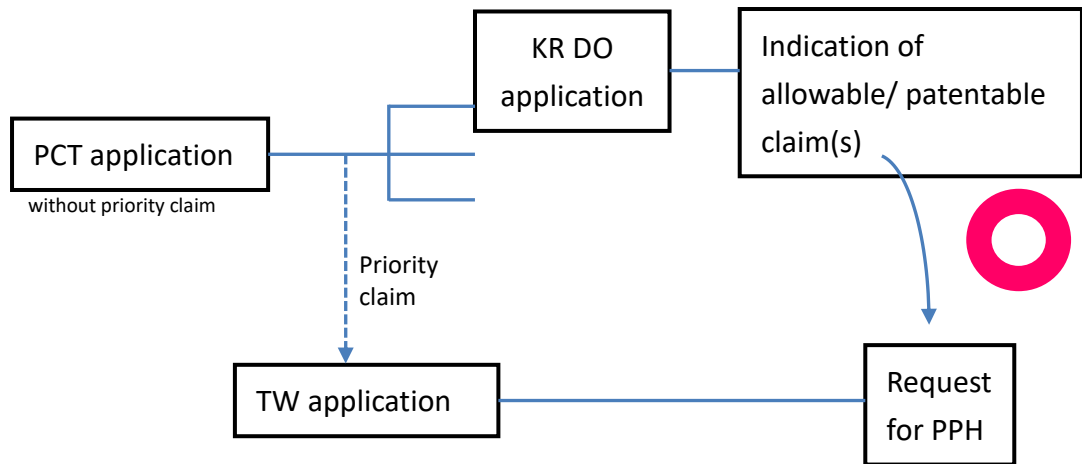 KR DO
application
Indication of
allowable/ patentable
claim(s)
PCT application
without priority claim
Priority
claim
TW application
Request
for PPH